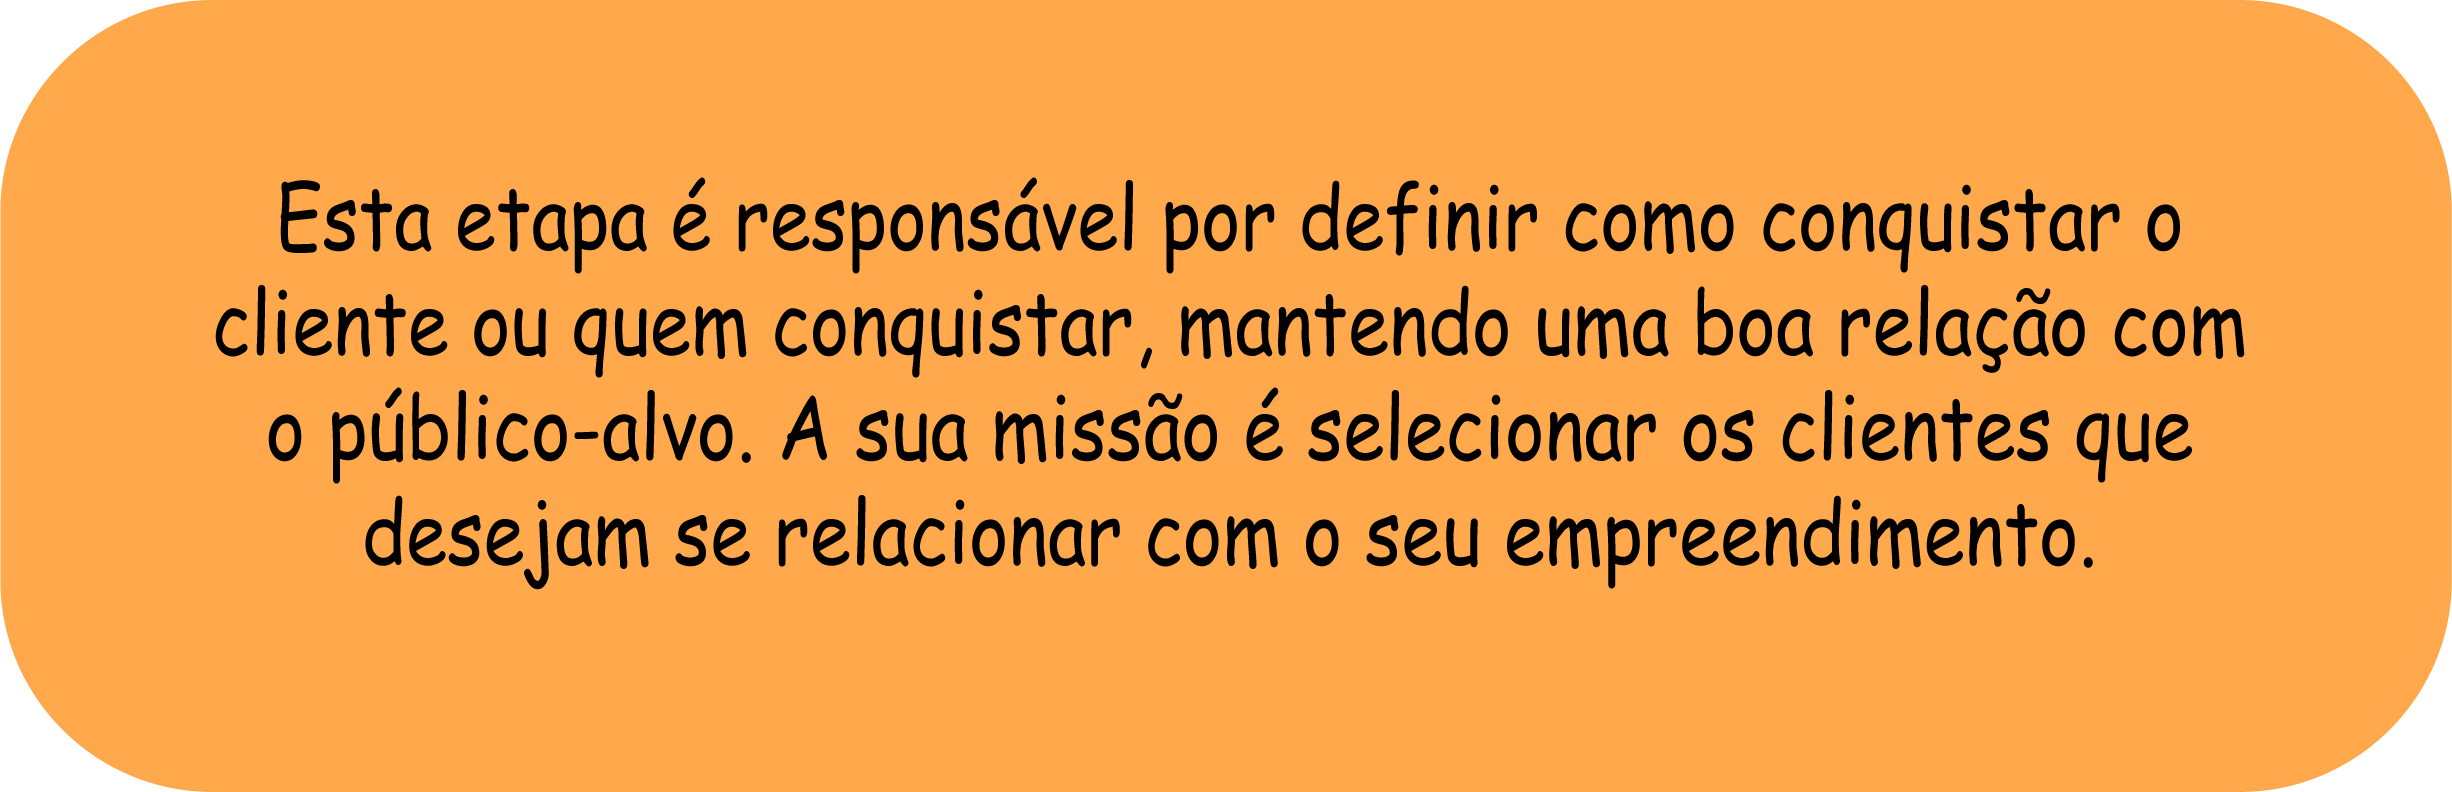 Esta etapa é responsável por definir como conquistar o
cliente ou quem conquistar, mantendo uma boa relação com
o público-alvo. A sua missão é selecionar os clientes que
desejam se relacionar com o seu empreendimento.